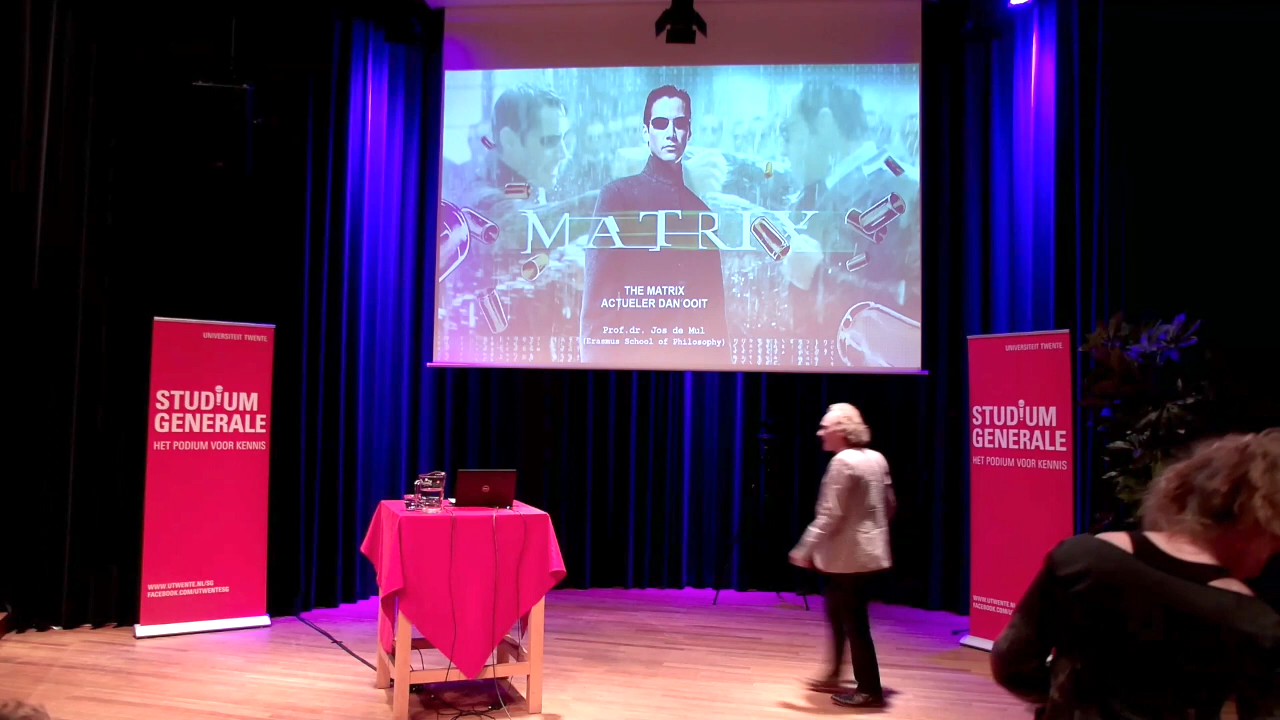 MATRIX
THE MATRIX
ACTUELER DAN OOIT
Prof.dr. Jos de Mul
(Erasmus School of Philosophy)
UNIVERSITEIT TWENTE
STUDIUM
GENERALE
HET PODIUM VOOR KENNIS
WWW.UTWENTE.NL/SG
FACEBOOK.COM/UTWENTESG
UNIVERSITEIT TWENTE
STUDIUM
GENERALE
HET PODIUM VOOR KENNIS